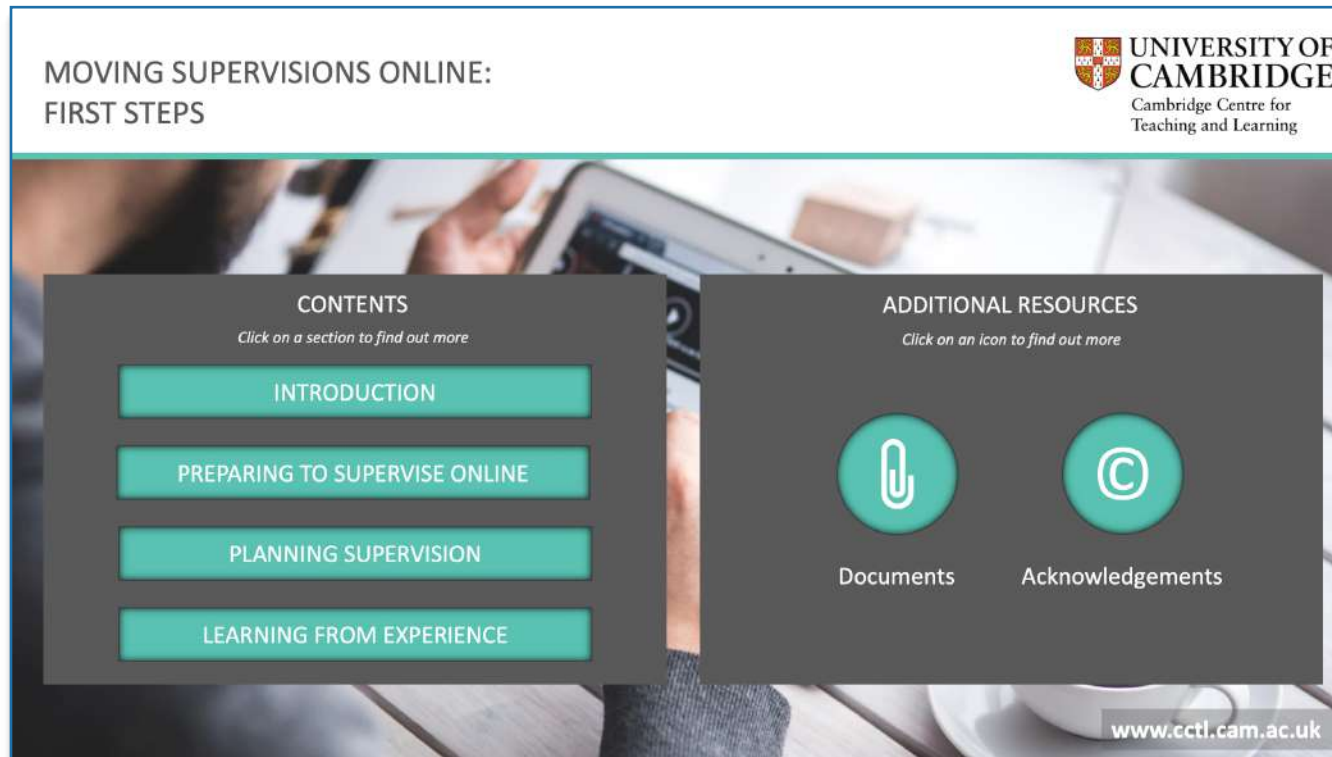 MOVING SUPERVISIONS ONLINE:
FIRST STEPS
UNIVERSITY OF
CAMBRIDGE
Cambridge Centre for
Teaching and Learning
CONTENTS
Click on a section to find out more
INTRODUCTION
PREPARING TO SUPERVISE ONLINE
PLANNING SUPERVISION
LEARNING FROM EXPERIENCE
ADDITIONAL RESOURCES
Click on an icon to find out more
©
Documents
Acknowledgements
www.cctl.cam.ac.uk